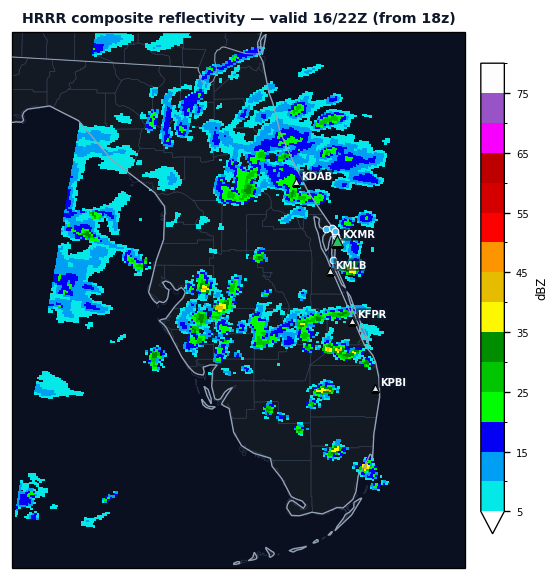 HRRR composite reflectivity — valid 16/22Z (from 18z)
75
65
55
45
35
25
15
5
dBZ
KDAB
KXMR
KMLB
KFPR
KPBI